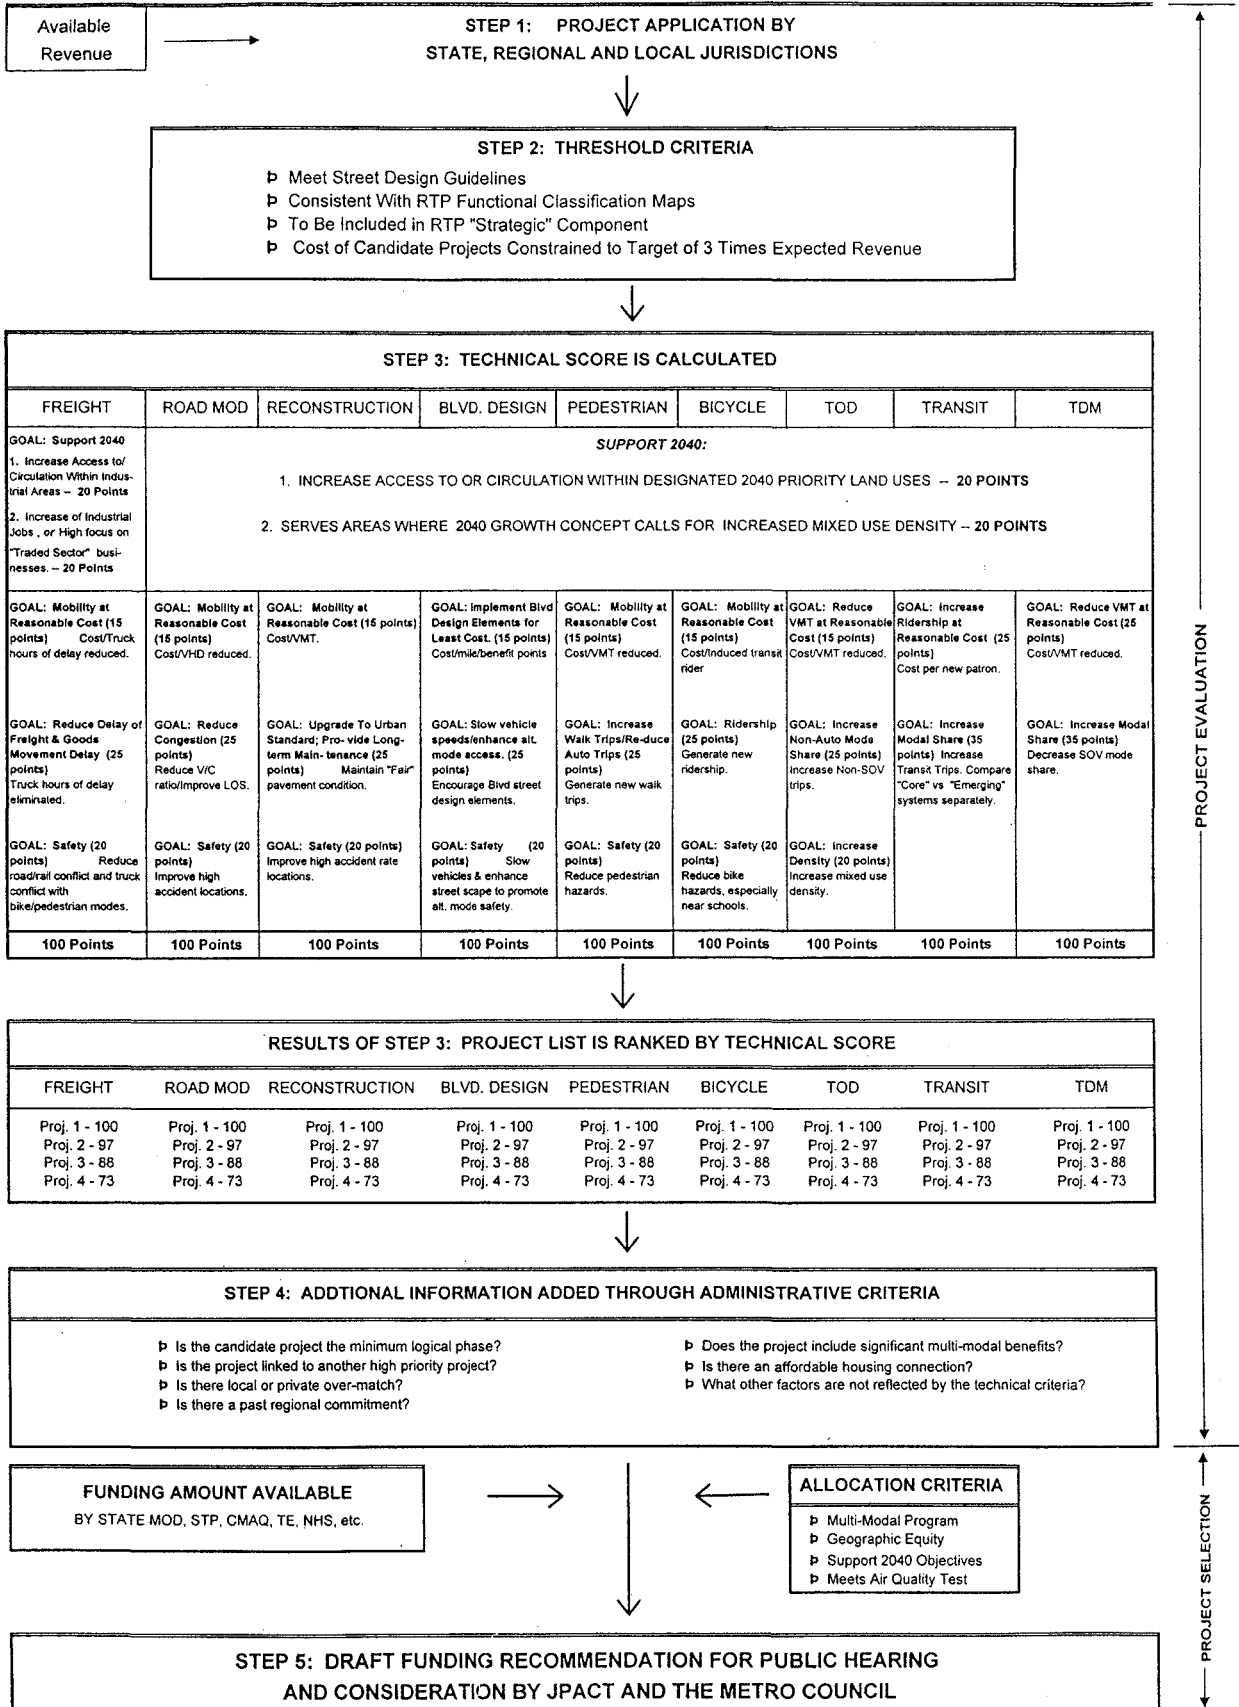 Available
Revenue
STEP 1: PROJECT APPLICATION BY
STATE, REGIONAL AND LOCAL JURISDICTIONS
STEP 2: THRESHOLD CRITERIA
Þ Meet Street Design Guidelines
Þ Consistent With RTP Functional Classification Maps
Þ To Be Included in RTP "Strategic" Component
Þ Cost of Candidate Projects Constrained to Target of 3 Times Expected Revenue
STEP 3: TECHNICAL SCORE IS CALCULATED
FREIGHT ROAD MOD RECONSTRUCTION BLVD. DESIGN PEDESTRIAN BICYCLE TOD TRANSIT TDM
GOAL: Support 2040
1. Increase Access to/
Circulation Within Indus-
trial Areas -- 20 Points
2. Increase of Industrial
Jobs , or High focus on
"Traded Sector" busi-
nesses. -- 20 Points
SUPPORT 2040:
1. INCREASE ACCESS TO OR CIRCULATION WITHIN DESIGNATED 2040 PRIORITY LAND USES -- 20 POINTS
2. SERVES AREAS WHERE 2040 GROWTH CONCEPT CALLS FOR INCREASED MIXED USE DENSITY -- 20 POINTS
GOAL: Mobility at
Reasonable Cost (15
points) Cost/Truck
hours of delay reduced.
GOAL: Mobility at
Reasonable Cost
(15 points)
Cost/VHD reduced.
GOAL: Mobility at
Reasonable Cost (15 points)
Cost/VMT.
GOAL: Implement Blvd
Design Elements for
Least Cost. (15 points)
Cost/mile/benefit points
GOAL: Mobility at
Reasonable Cost
(15 points)
Cost/VMT reduced.
GOAL: Mobility at
Reasonable Cost
(15 points)
Cost/Induced transit
rider
GOAL: Reduce
VMT at Reasonable
Cost (15 points)
Cost/VMT reduced.
GOAL: Increase
Ridership at
Reasonable Cost (25
points)
Cost per new patron.
GOAL: Reduce VMT at
Reasonable Cost (25
points)
Cost/VMT reduced.
GOAL: Reduce Delay of
Freight & Goods
Movement Delay (25
points)
Truck hours of delay
eliminated.
GOAL: Reduce
Congestion (25
points)
Reduce V/C
ratio/Improve LOS.
GOAL: Upgrade To Urban
Standard; Pro- vide Long-
term Main- tenance (25
points) Maintain "Fair"
pavement condition.
GOAL: Slow vehicle
speeds/enhance alt.
mode access. (25
points)
Encourage Blvd street
design elements.
GOAL: Increase
Walk Trips/Re-duce
Auto Trips (25
points)
Generate new walk
trips.
GOAL: Ridership
(25 points)
Generate new
ridership.
GOAL: Increase
Non-Auto Mode
Share (25 points)
Increase Non-SOV
trips.
GOAL: Increase
Modal Share (35
points) Increase
Transit Trips. Compare
"Core" vs "Emerging"
systems separately.
GOAL: Increase Modal
Share (35 points)
Decrease SOV mode
share.
GOAL: Safety (20
points) Reduce
road/rail conflict and truck
conflict with
bike/pedestrian modes.
GOAL: Safety (20
points)
Improve high
accident locations.
GOAL: Safety (20 points)
Improve high accident rate
locations.
GOAL: Safety (20
points) Slow
vehicles & enhance
street scape to promote
alt. mode safety.
GOAL: Safety (20
points)
Reduce pedestrian
hazards.
GOAL: Safety (20
points)
Reduce bike
hazards, especially
near schools.
GOAL: Increase
Density (20 points)
Increase mixed use
density.
100 Points 100 Points 100 Points 100 Points 100 Points 100 Points 100 Points 100 Points 100 Points
RESULTS OF STEP 3: PROJECT LIST IS RANKED BY TECHNICAL SCORE
FREIGHT ROAD MOD RECONSTRUCTION BLVD. DESIGN PEDESTRIAN BICYCLE TOD TRANSIT TDM
Proj. 1 - 100 Proj. 1 - 100 Proj. 1 - 100 Proj. 1 - 100 Proj. 1 - 100 Proj. 1 - 100 Proj. 1 - 100 Proj. 1 - 100 Proj. 1 - 100
Proj. 2 - 97 Proj. 2 - 97 Proj. 2 - 97 Proj. 2 - 97 Proj. 2 - 97 Proj. 2 - 97 Proj. 2 - 97 Proj. 2 - 97 Proj. 2 - 97
Proj. 3 - 88 Proj. 3 - 88 Proj. 3 - 88 Proj. 3 - 88 Proj. 3 - 88 Proj. 3 - 88 Proj. 3 - 88 Proj. 3 - 88 Proj. 3 - 88
Proj. 4 - 73 Proj. 4 - 73 Proj. 4 - 73 Proj. 4 - 73 Proj. 4 - 73 Proj. 4 - 73 Proj. 4 - 73 Proj. 4 - 73 Proj. 4 - 73
STEP 4: ADDTIONAL INFORMATION ADDED THROUGH ADMINISTRATIVE CRITERIA
Þ Is the candidate project the minimum logical phase?
Þ Is the project linked to another high priority project?
Þ Is there local or private over-match?
Þ Is there a past regional commitment?
Þ Does the project include significant multi-modal benefits?
Þ Is there an affordable housing connection?
Þ What other factors are not reflected by the technical criteria?
PROJECT EVALUATION
FUNDING AMOUNT AVAILABLE
BY STATE MOD, STP, CMAQ, TE, NHS, etc.
ALLOCATION CRITERIA
Þ Multi-Modal Program
Þ Geographic Equity
Þ Support 2040 Objectives
Þ Meets Air Quality Test
PROJECT SELECTION
STEP 5: DRAFT FUNDING RECOMMENDATION FOR PUBLIC HEARING
AND CONSIDERATION BY JPACT AND THE METRO COUNCIL